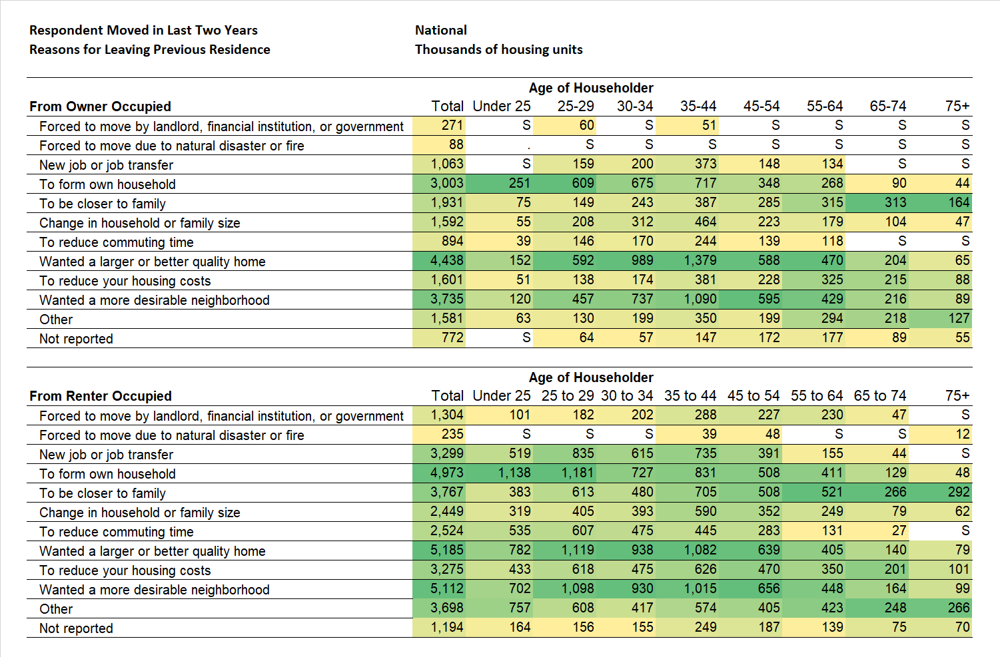 Respondent Moved in Last Two Years National
Reasons for Leaving Previous Residence Thousands of housing units
Age of Householder
From Owner Occupied Total Under 25 25-29 30-34 35-44 45-54 55-64 65-74 75+
Forced to move by landlord, financial institution, or government 271 S 60 S 51 S S S S
Forced to move due to natural disaster or fire 88 . S S S S S S S
New job or job transfer 1,063 S 159 200 373 148 134 S S
To form own household 3,003 251 609 675 717 348 268 90 44
To be closer to family 1,931 75 149 243 387 285 315 313 164
Change in household or family size 1,592 55 208 312 464 223 179 104 47
To reduce commuting time 894 39 146 170 244 139 118 S S
Wanted a larger or better quality home 4,438 152 592 989 1,379 588 470 204 65
To reduce your housing costs 1,601 51 138 174 381 228 325 215 88
Wanted a more desirable neighborhood 3,735 120 457 737 1,090 595 429 216 89
Other 1,581 63 130 199 350 199 294 218 127
Not reported 772 S 64 57 147 172 177 89 55
Age of Householder
From Renter Occupied Total Under 25 25 to 29 30 to 34 35 to 44 45 to 54 55 to 64 65 to 74 75+
Forced to move by landlord, financial institution, or government 1,304 101 182 202 288 227 230 47 S
Forced to move due to natural disaster or fire 235 S S S 39 48 S S 12
New job or job transfer 3,299 519 835 615 735 391 155 44 S
To form own household 4,973 1,138 1,181 727 831 508 411 129 48
To be closer to family 3,767 383 613 480 705 508 521 266 292
Change in household or family size 2,449 319 405 393 590 352 249 79 62
To reduce commuting time 2,524 535 607 475 445 283 131 27 S
Wanted a larger or better quality home 5,185 782 1,119 938 1,082 639 405 140 79
To reduce your housing costs 3,275 433 618 475 626 470 350 201 101
Wanted a more desirable neighborhood 5,112 702 1,098 930 1,015 656 448 164 99
Other 3,698 757 608 417 574 405 423 248 266
Not reported 1,194 164 156 155 249 187 139 75 70